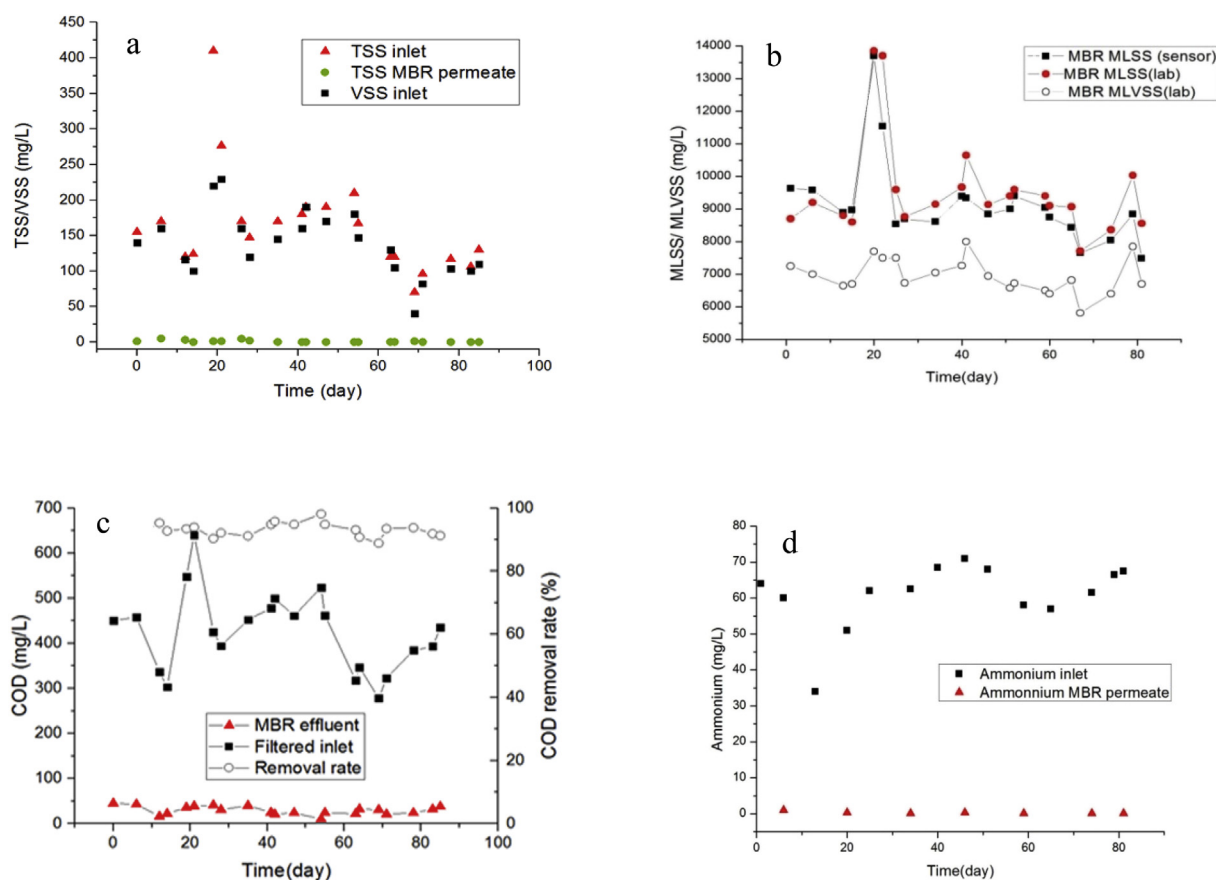 a
TSS inlet
TSS MBR permeate
VSS inlet
450
400
350
300
250
200
150
100
50
0
TSS/VSS (mg/L)
0 20 40 60 80 100
Time (day)
b
MBR MLSS (sensor)
MBR MLSS(lab)
MBR MLVSS(lab)
14000
13000
12000
11000
10000
9000
8000
7000
6000
5000
MLSS/ MLVSS (mg/L)
0 20 40 60 80
Time(day)
c
700
600
500
400
300
200
100
0
COD (mg/L)
MBR effluent
Filtered inlet
Removal rate
100
80
60
40
20
0
COD removal rate (%)
0 20 40 60 80
Time(day)
d
80
70
60
50
40
30
20
10
0
Ammonium (mg/L)
Ammonium inlet
Ammonnium MBR permeate
0 20 40 60 80
Time(day)